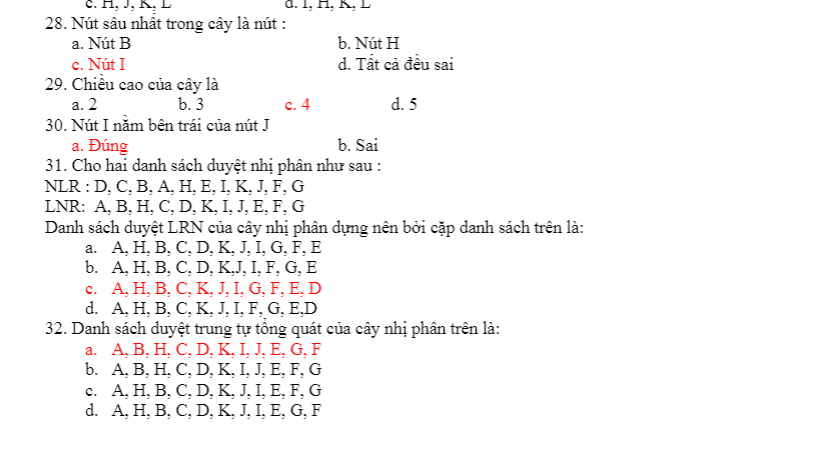 c. H, J, K, L d. I, H, K, L
28. Nút sâu nhất trong cây là nút :
a. Nút B b. Nút H
c. Nút I d. Tất cả đều sai
29. Chiều cao của cây là
a. 2 b. 3 c. 4 d. 5
30. Nút I nằm bên trái của nút J
a. Đúng b. Sai
31. Cho hai danh sách duyệt nhị phân như sau :
NLR : D, C, B, A, H, E, I, K, J, F, G
LNR: A, B, H, C, D, K, I, J, E, F, G
Danh sách duyệt LRN của cây nhị phân dựng nên bởi cặp danh sách trên là:
a. A, H, B, C, D, K, J, I, G, F, E
b. A, H, B, C, D, K,J, I, F, G, E
c. A, H, B, C, K, J, I, G, F, E, D
d. A, H, B, C, K, J, I, F, G, E,D
32. Danh sách duyệt trung tự tổng quát của cây nhị phân trên là:
a. A, B, H, C, D, K, I, J, E, G, F
b. A, B, H, C, D, K, I, J, E, F, G
c. A, H, B, C, D, K, J, I, E, F, G
d. A, H, B, C, D, K, J, I, E, G, F